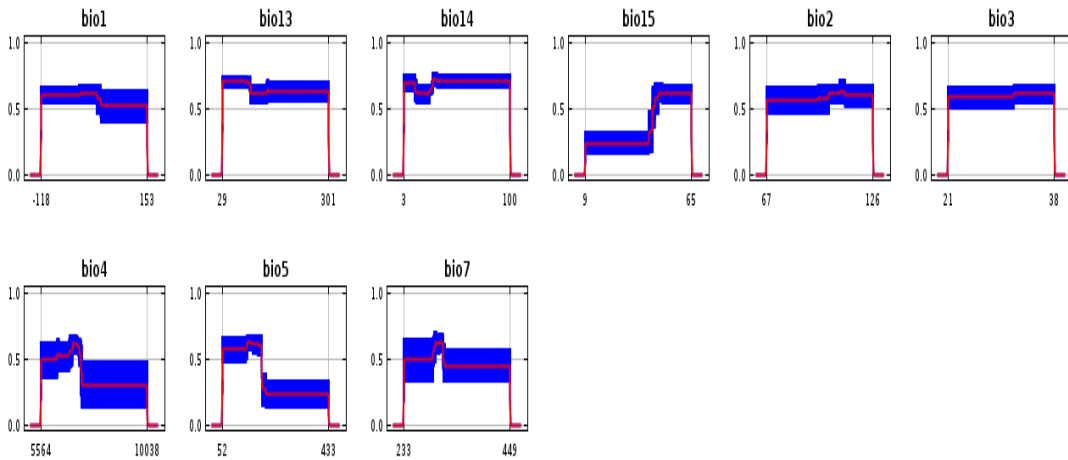 bio1 bio13 bio14 bio15 bio2 bio3
1.0 1.0 1.0 1.0 1.0 1.0
0.5 0.5 0.5 0.5 0.5 0.5
0.0 0.0 0.0 0.0 0.0 0.0
-118 153 29 301 3 100 9 65 67 126 21 38
bio4 bio5 bio7
1.0 1.0 1.0
0.5 0.5 0.5
0.0 0.0 0.0
5564 10038 52 433 233 449